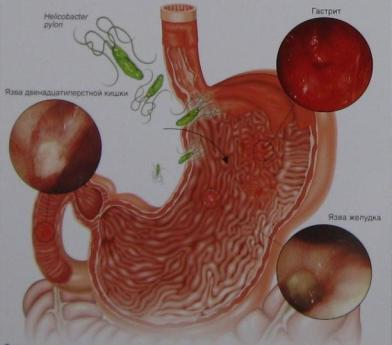 Helicobacter
pylori
Гастрит
Язва двенадцатиперстной кишки
Язва желудка